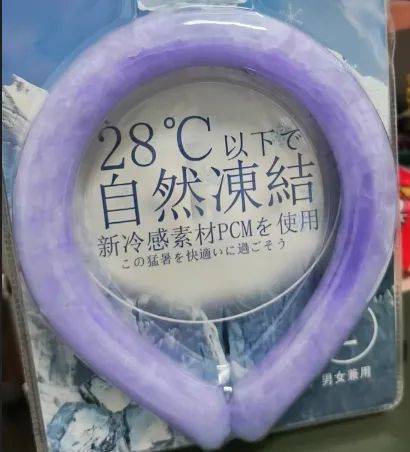 28℃以下で
自然凍結
新冷感素材PCMを使用
この猛暑を快適いに過ごそう
男女兼用